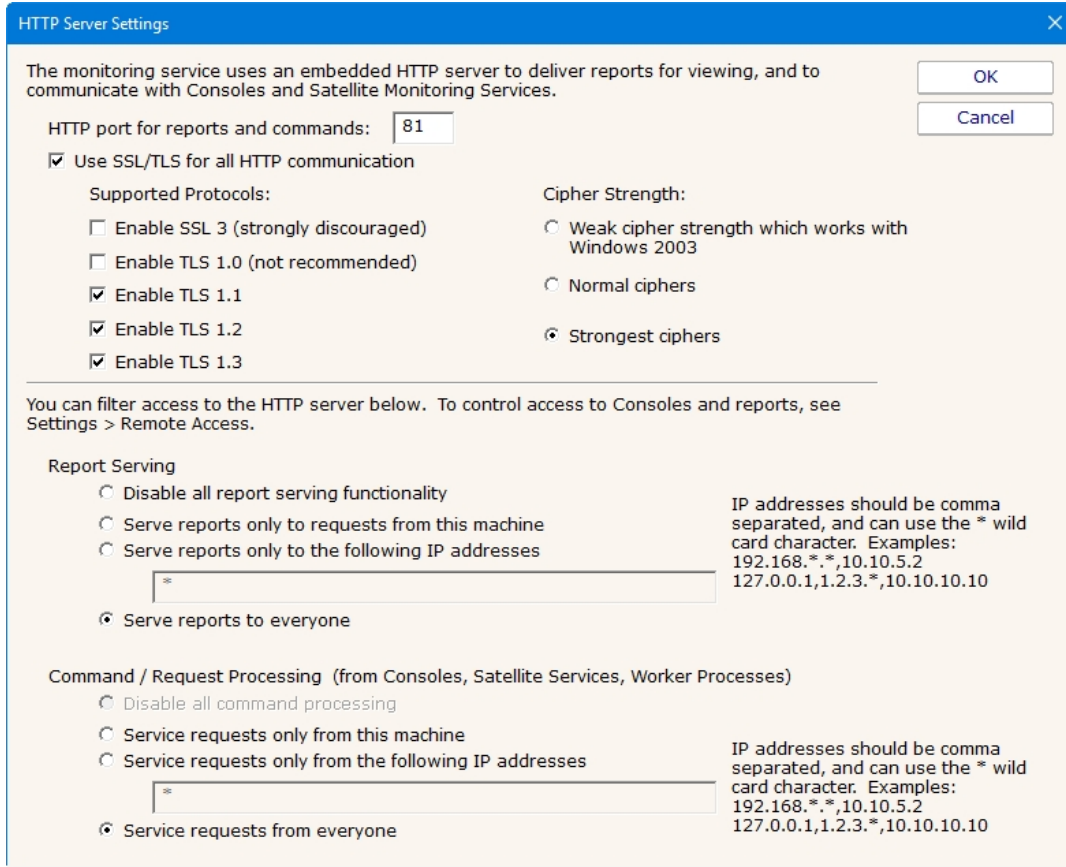 HTTP Server Settings
The monitoring service uses an embedded HTTP server to deliver reports for viewing, and to
communicate with Consoles and Satellite Monitoring Services.
OK
Cancel
HTTP port for reports and commands: 81
Use SSL/TLS for all HTTP communication
Supported Protocols:
Enable SSL 3 (strongly discouraged)
Enable TLS 1.0 (not recommended)
Enable TLS 1.1
Enable TLS 1.2
Enable TLS 1.3
Cipher Strength:
Weak cipher strength which works with
Windows 2003
Normal ciphers
Strongest ciphers
You can filter access to the HTTP server below. To control access to Consoles and reports, see
Settings > Remote Access.
Report Serving
Disable all report serving functionality
Serve reports only to requests from this machine
Serve reports only to the following IP addresses
*
Serve reports to everyone
IP addresses should be comma
separated, and can use the * wild
card character. Examples:
192.168.*.*,10.10.5.2
127.0.0.1,1.2.3.*,10.10.10.10
Command / Request Processing (from Consoles, Satellite Services, Worker Processes)
Disable all command processing
Service requests only from this machine
Service requests only from the following IP addresses
*
Service requests from everyone
IP addresses should be comma
separated, and can use the * wild
card character. Examples:
192.168.*.*,10.10.5.2
127.0.0.1,1.2.3.*,10.10.10.10